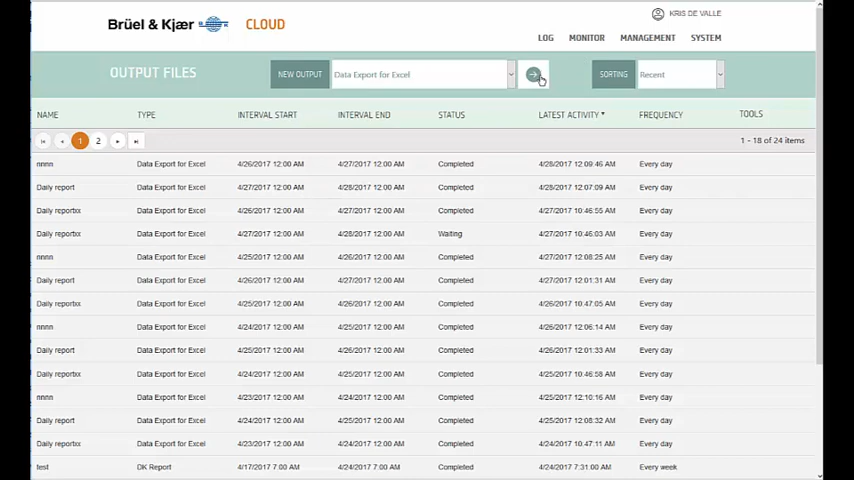 KRIS DE VALLE
Brüel & Kjær CLOUD
LOG MONITOR MANAGEMENT SYSTEM
OUTPUT FILES NEW OUTPUT Data Export for Excel SORTING Recent
NAME TYPE INTERVAL START INTERVAL END STATUS LATEST ACTIVITY FREQUENCY TOOLS
1 2 1 - 18 of 24 items
nnnn Data Export for Excel 4/26/2017 12:00 AM 4/27/2017 12:00 AM Completed 4/28/2017 12:09:46 AM Every day
Daily report Data Export for Excel 4/27/2017 12:00 AM 4/28/2017 12:00 AM Completed 4/28/2017 12:07:09 AM Every day
Daily reportxx Data Export for Excel 4/26/2017 12:00 AM 4/27/2017 12:00 AM Completed 4/27/2017 10:46:55 AM Every day
Daily reportxx Data Export for Excel 4/27/2017 12:00 AM 4/28/2017 12:00 AM Waiting 4/27/2017 10:46:03 AM Every day
nnnn Data Export for Excel 4/25/2017 12:00 AM 4/26/2017 12:00 AM Completed 4/27/2017 12:08:25 AM Every day
Daily report Data Export for Excel 4/26/2017 12:00 AM 4/27/2017 12:00 AM Completed 4/27/2017 12:01:31 AM Every day
Daily reportxx Data Export for Excel 4/25/2017 12:00 AM 4/26/2017 12:00 AM Completed 4/26/2017 10:47:05 AM Every day
nnnn Data Export for Excel 4/24/2017 12:00 AM 4/25/2017 12:00 AM Completed 4/26/2017 12:06:14 AM Every day
Daily report Data Export for Excel 4/25/2017 12:00 AM 4/26/2017 12:00 AM Completed 4/26/2017 12:01:33 AM Every day
Daily reportxx Data Export for Excel 4/24/2017 12:00 AM 4/25/2017 12:00 AM Completed 4/25/2017 10:46:58 AM Every day
nnnn Data Export for Excel 4/23/2017 12:00 AM 4/24/2017 12:00 AM Completed 4/25/2017 12:10:16 AM Every day
Daily report Data Export for Excel 4/24/2017 12:00 AM 4/25/2017 12:00 AM Completed 4/25/2017 12:08:32 AM Every day
Daily reportxx Data Export for Excel 4/23/2017 12:00 AM 4/24/2017 12:00 AM Completed 4/24/2017 10:47:11 AM Every day
test OK Report 4/17/2017 7:00 AM 4/24/2017 7:00 AM Completed 4/24/2017 7:31:00 AM Every week